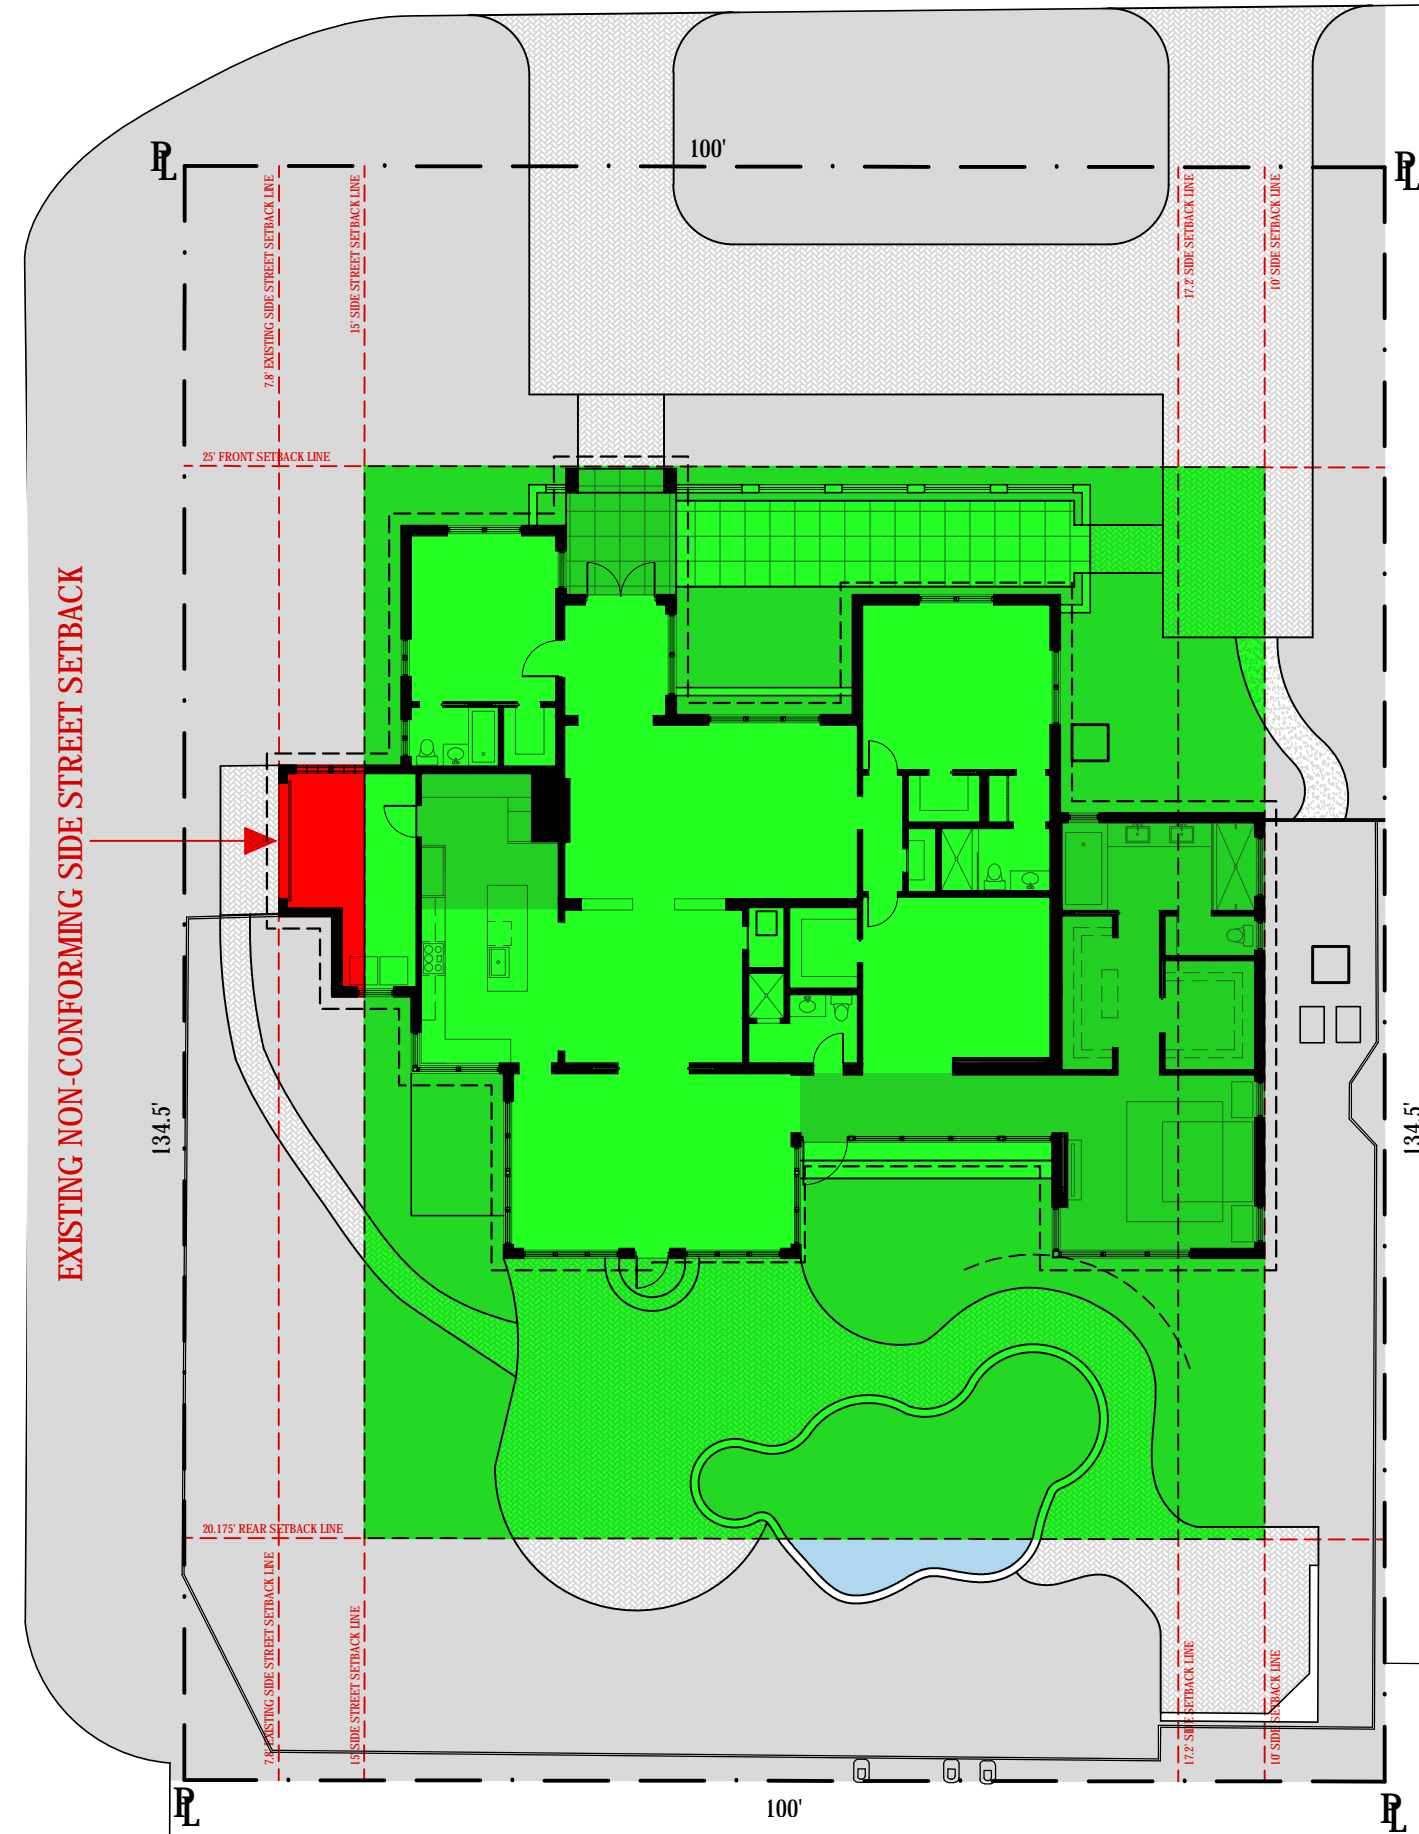 PL
100'
PL
7.8' EXISTING SIDE STREET SETBACK LINE
15' SIDE STREET SETBACK LINE
17.2' SIDE SETBACK LINE
10' SIDE SETBACK LINE
25' FRONT SETBACK LINE
EXISTING NON-CONFORMING SIDE STREET SETBACK
134.5'
134.5'
20.175' REAR SETBACK LINE
7.8' EXISTING SIDE STREET SETBACK LINE
15' SIDE STREET SETBACK LINE
17.2' SIDE SETBACK LINE
10' SIDE SETBACK LINE
PL
100'
PL